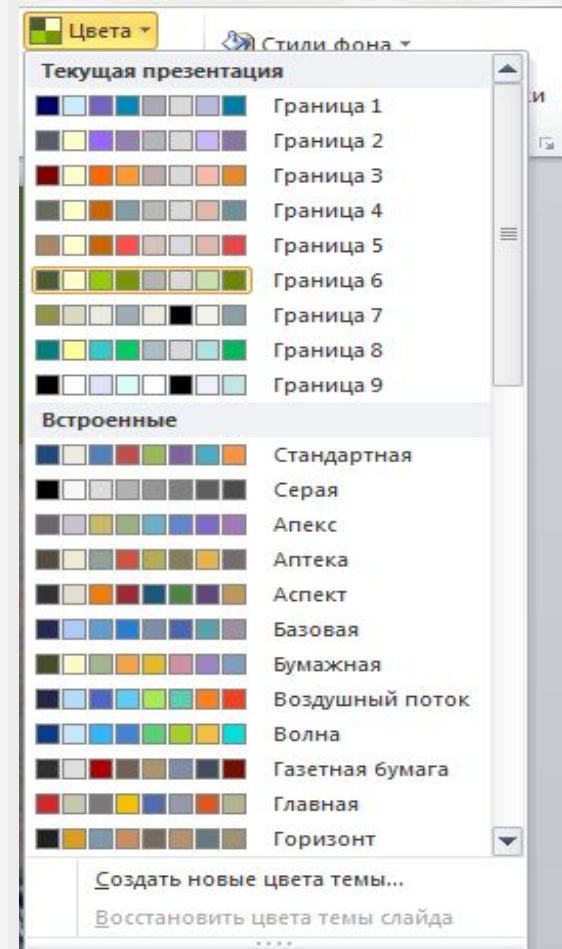 Цвета
Стили фона
и
Текущая презентация
Граница 1
Граница 2
Граница 3
Граница 4
Граница 5
Граница 6
Граница 7
Граница 8
Граница 9
Встроенные
Стандартная
Серая
Апекс
Аптека
Аспект
Базовая
Бумажная
Воздушный поток
Волна
Газетная бумага
Главная
Горизонт
Создать новые цвета темы...
Восстановить цвета темы слайда